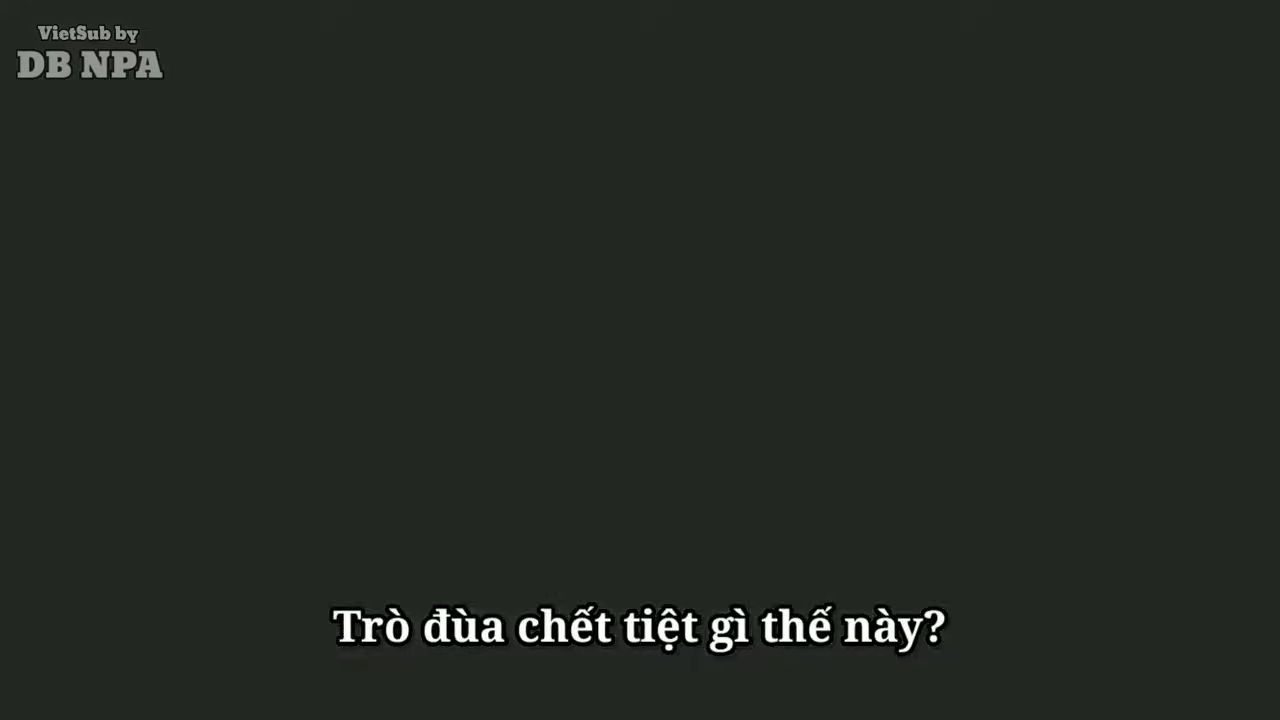 VietSub by
DB NPA
Trò đùa chết tiệt gì thế này?